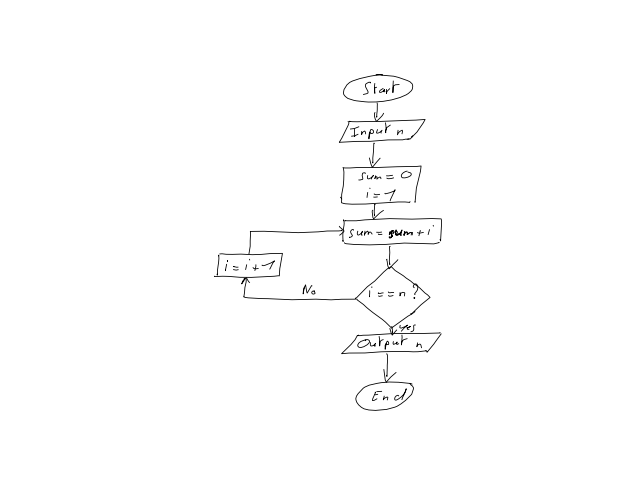 Start
Input n
sum = 0
i = 1
sum = sum + i
i = i + 1
No
i == n ?
yes
Output n
End